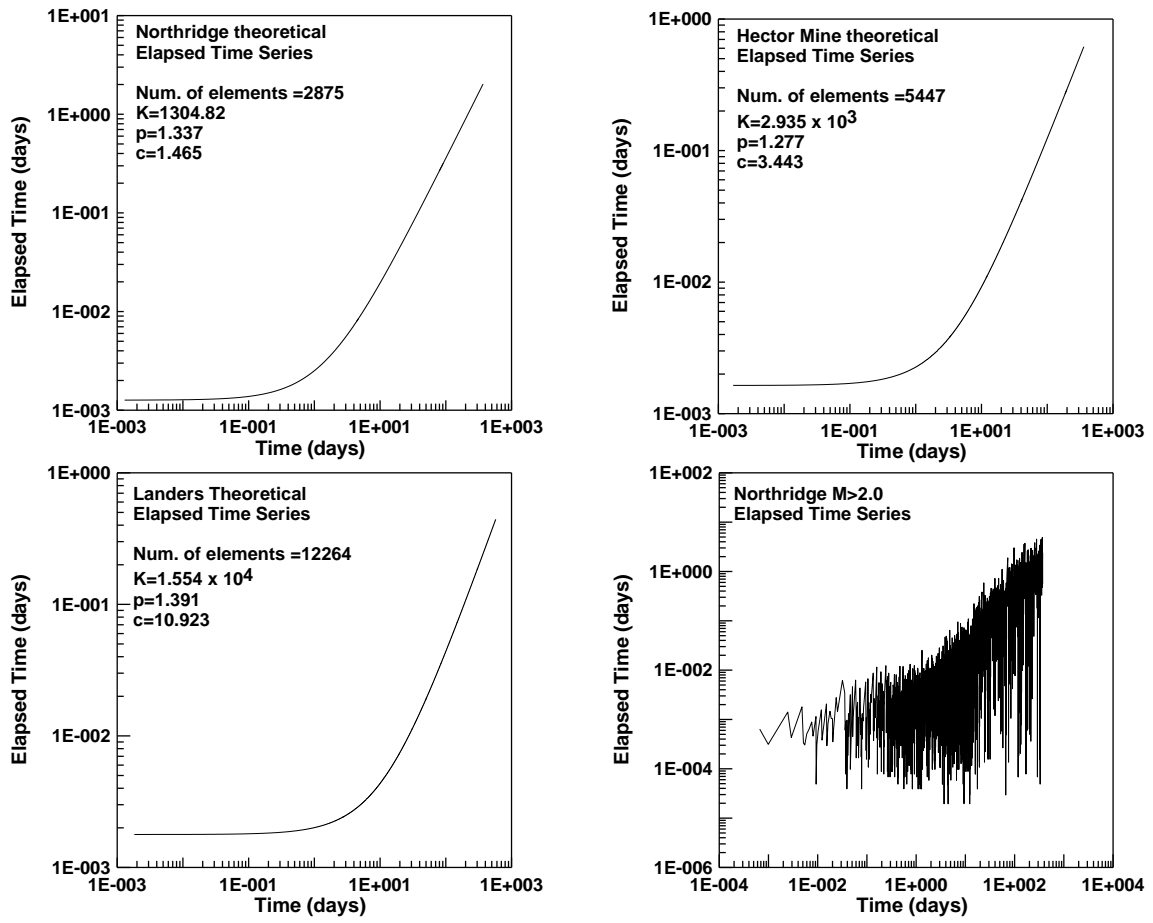 Northridge theoretical
Elapsed Time Series
Num. of elements =2875
K=1304.82
p=1.337
c=1.465
1E+001
1E+000
1E-001
1E-002
1E-003
Elapsed Time (days)
1E-003
1E-001
1E+001
1E+003
Time (days)
Hector Mine theoretical
Elapsed Time Series
Num. of elements =5447
K=2.935 x 10³
p=1.277
c=3.443
1E+000
1E-001
1E-002
1E-003
Elapsed Time (days)
1E-003
1E-001
1E+001
1E+003
Time (days)
Landers Theoretical
Elapsed Time Series
Num. of elements =12264
K=1.554 x 10⁴
p=1.391
c=10.923
1E+000
1E-001
1E-002
1E-003
Elapsed Time (days)
1E-003
1E-001
1E+001
1E+003
Time (days)
Northridge M>2.0
Elapsed Time Series
1E+002
1E+000
1E-002
1E-004
1E-006
Elapsed Time (days)
1E-004
1E-002
1E+000
1E+002
1E+004
Time (days)